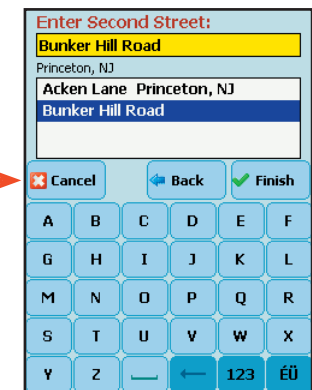 Enter Second Street:
Bunker Hill Road
Princeton, NJ
Acken Lane Princeton, NJ
Bunker Hill Road
Cancel Back Finish
A B C D E F
G H I J K L
M N O P Q R
S T U V W X
Y Z 123 ÉÜ